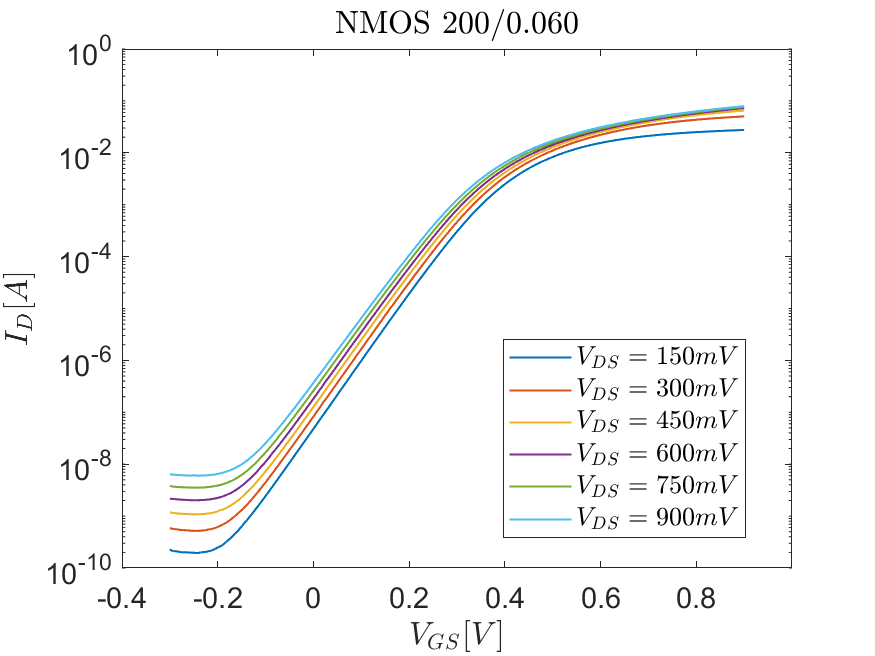 NMOS 200/0.060
10^0
10^-2
10^-4
10^-6
10^-8
10^-10
I_D[A]
V_DS = 150mV
V_DS = 300mV
V_DS = 450mV
V_DS = 600mV
V_DS = 750mV
V_DS = 900mV
-0.4 -0.2 0 0.2 0.4 0.6 0.8
V_GS[V]